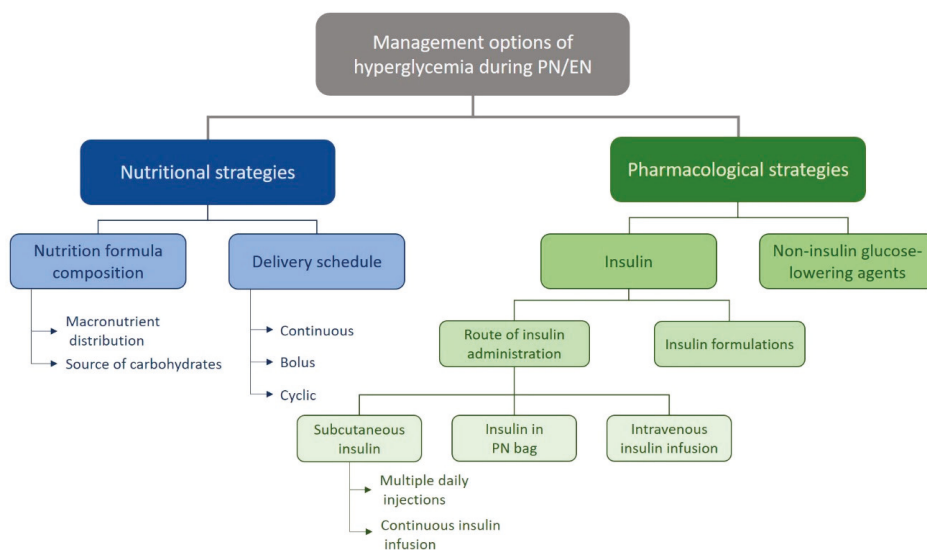 Management options of
hyperglycemia during PN/EN
Nutritional strategies
Pharmacological strategies
Nutrition formula
composition
Delivery schedule
Insulin
Non-insulin glucose-
lowering agents
Macronutrient
distribution
Source of carbohydrates
Continuous
Bolus
Cyclic
Route of insulin
administration
Insulin formulations
Subcutaneous
insulin
Insulin in
PN bag
Intravenous
insulin infusion
Multiple daily
injections
Continuous insulin
infusion